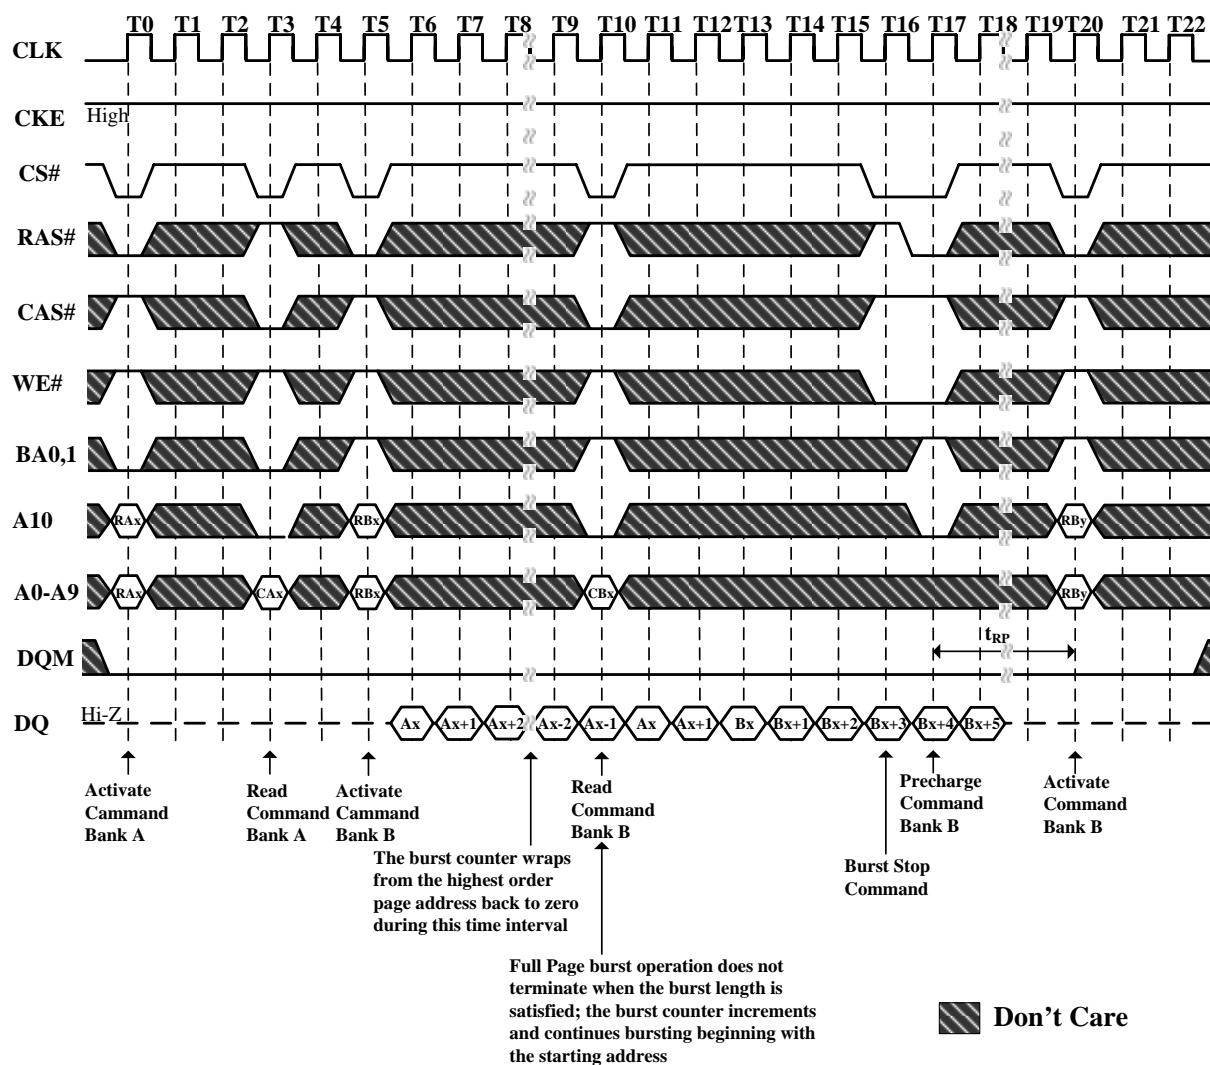 T0 T1 T2 T3 T4 T5 T6 T7 T8 T9 T10 T11 T12 T13 T14 T15 T16 T17 T18 T19 T20 T21 T22
CLK
CKE High
CS#
RAS#
CAS#
WE#
BA0,1
A10 RAx RBx RBy
A0-A9 RAx CAx RBx CBx RBy
DQM tRP
DQ Hi-Z Ax Ax+1 Ax+2 Ax-2 Ax-1 Ax Ax+1 Bx Bx+1 Bx+2 Bx+3 Bx+4 Bx+5
Activate
Cammand
Bank A
Read
Command
Bank A
Activate
Cammand
Bank B
The burst counter wraps
from the highest order
page address back to zero
during this time interval
Read
Command
Bank B
Full Page burst operation does not
terminate when the burst length is
satisfied; the burst counter increments
and continues bursting beginning with
the starting address
Burst Stop
Command
Precharge
Command
Bank B
Activate
Command
Bank B
Don't Care